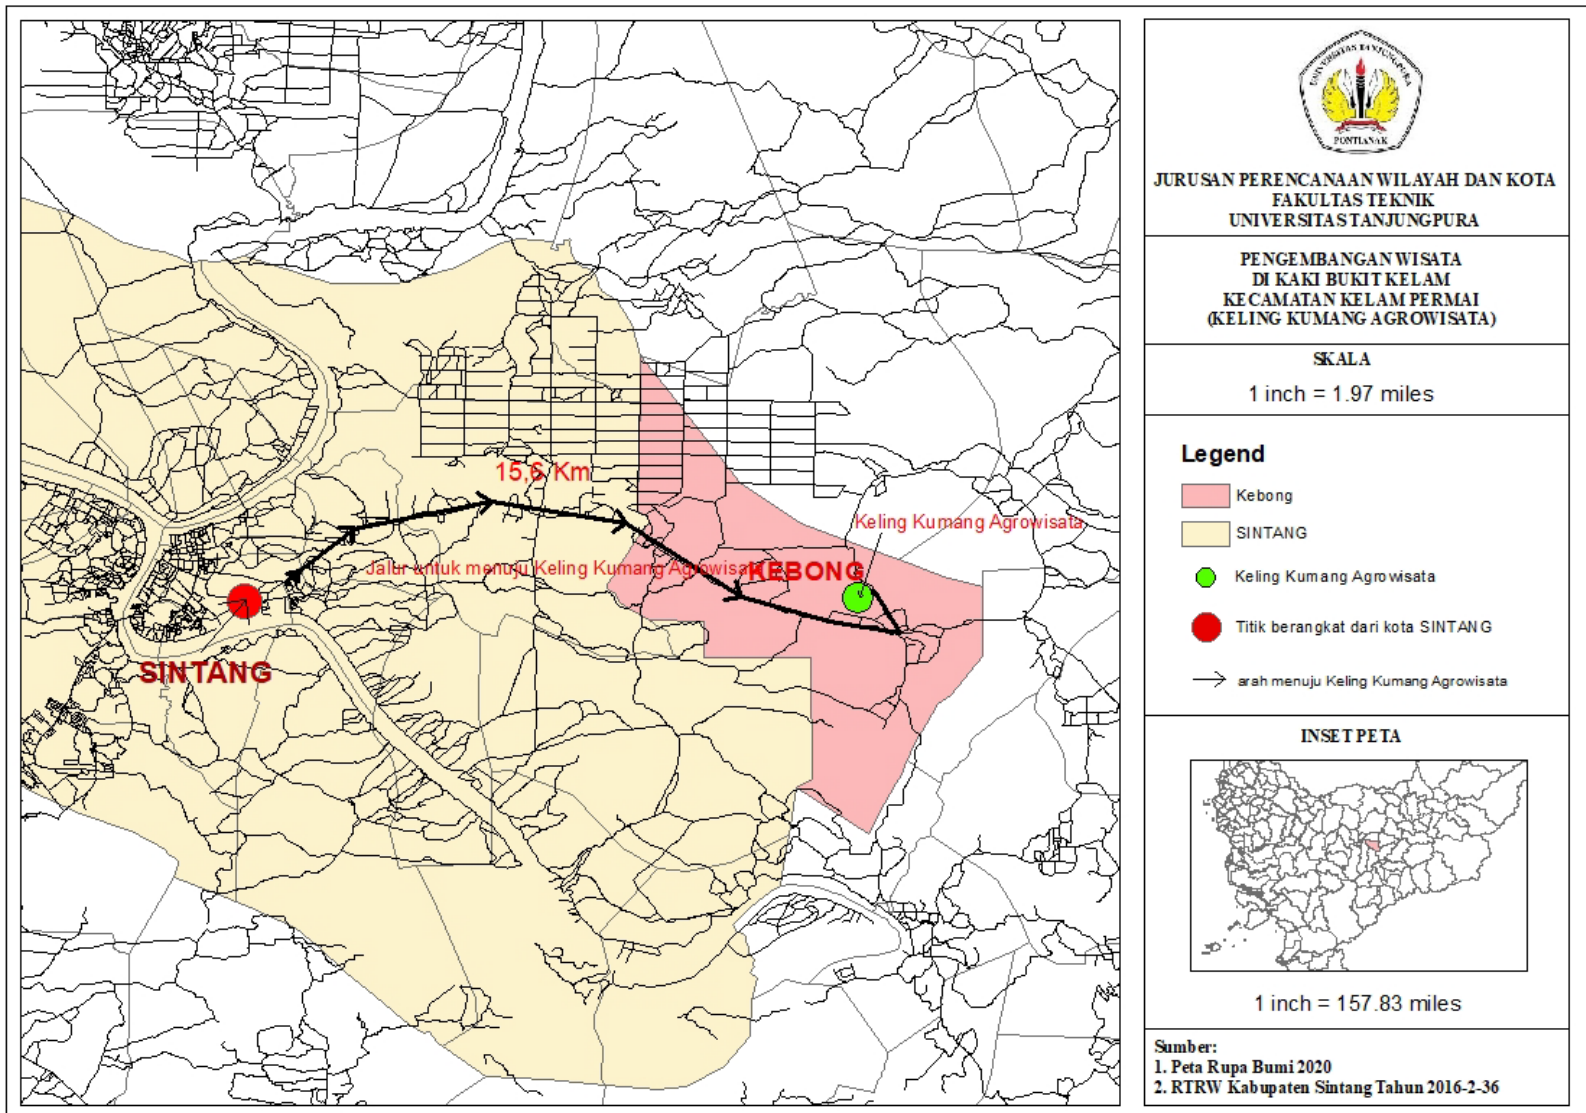 15,6 Km
Keling Kumang Agrowisata
Jalur untuk menuju Keling Kumang Agrowisata
KEBONG
SINTANG
UNIVERSITAS TANJUNGPURA
PONTIANAK
JURUSAN PERENCANAAN WILAYAH DAN KOTA
FAKULTAS TEKNIK
UNIVERSITAS TANJUNGPURA
PENGEMBANGAN WISATA
DI KAKI BUKIT KELAM
KECAMATAN KELAM PERMAI
(KELING KUMANG AGROWISATA)
SKALA
1 inch = 1.97 miles
Legend
Kebong
SINTANG
Keling Kumang Agrowisata
Titik berangkat dari kota SINTANG
arah menuju Keling Kumang Agrowisata
INSET PETA
1 inch = 157.83 miles
Sumber:
1. Peta Rupa Bumi 2020
2. RTRW Kabupaten Sintang Tahun 2016-2-36